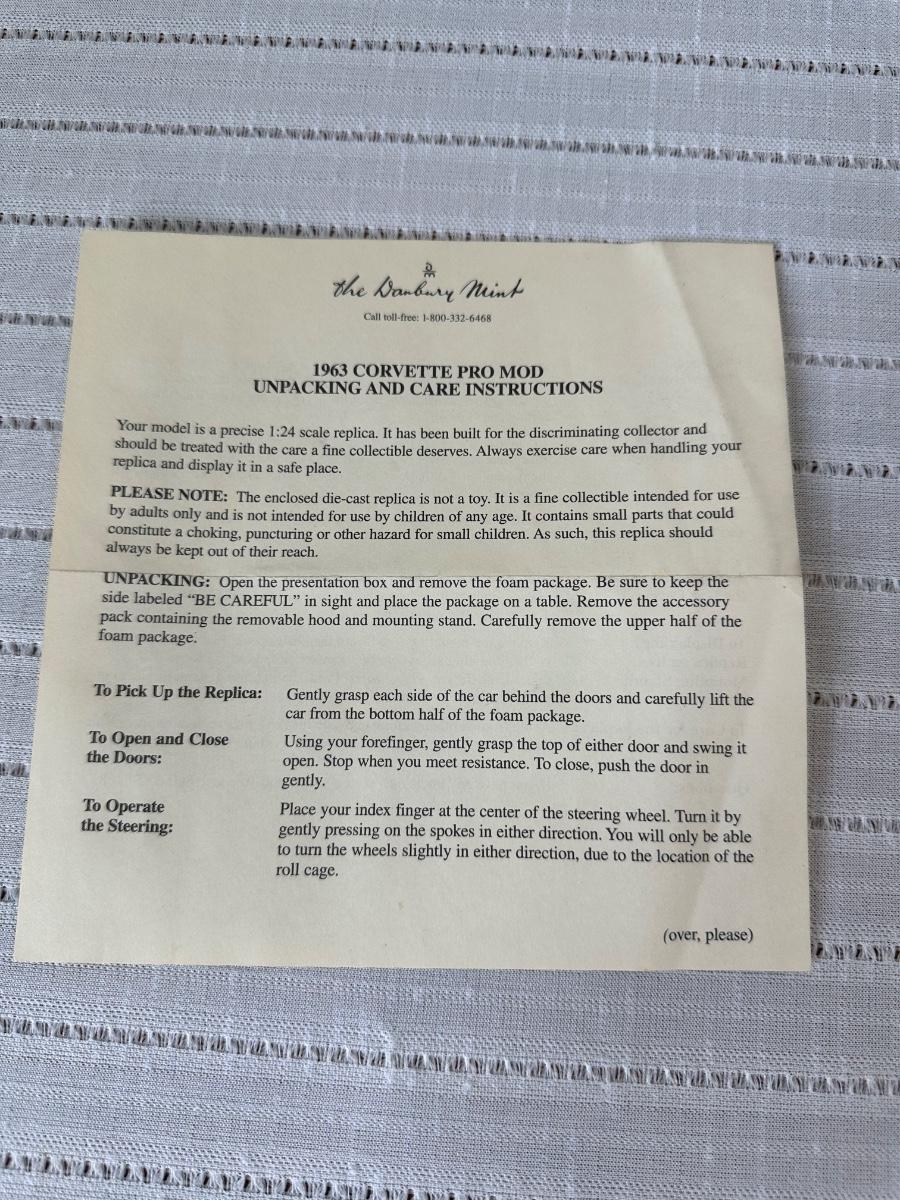 DM
the Danbury Mint
Call toll-free: 1-800-332-6468
1963 CORVETTE PRO MOD
UNPACKING AND CARE INSTRUCTIONS
Your model is a precise 1:24 scale replica. It has been built for the discriminating collector and
should be treated with the care a fine collectible deserves. Always exercise care when handling your
replica and display it in a safe place.
PLEASE NOTE: The enclosed die-cast replica is not a toy. It is a fine collectible intended for use
by adults only and is not intended for use by children of any age. It contains small parts that could
constitute a choking, puncturing or other hazard for small children. As such, this replica should
always be kept out of their reach.
UNPACKING: Open the presentation box and remove the foam package. Be sure to keep the
side labeled “BE CAREFUL” in sight and place the package on a table. Remove the accessory
pack containing the removable hood and mounting stand. Carefully remove the upper half of the
foam package.
To Pick Up the Replica: Gently grasp each side of the car behind the doors and carefully lift the
car from the bottom half of the foam package.
To Open and Close
the Doors:
Using your forefinger, gently grasp the top of either door and swing it
open. Stop when you meet resistance. To close, push the door in
gently.
To Operate
the Steering:
Place your index finger at the center of the steering wheel. Turn it by
gently pressing on the spokes in either direction. You will only be able
to turn the wheels slightly in either direction, due to the location of the
roll cage.
(over, please)